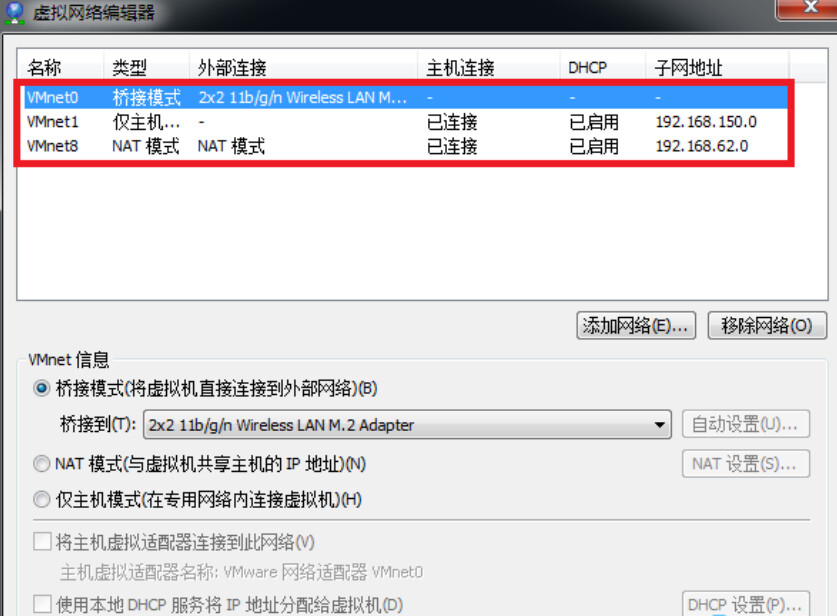 虚拟网络编辑器
名称 类型 外部连接 主机连接 DHCP 子网地址
VMnet0 桥接模式 2x2 11b/g/n Wireless LAN M... - - -
VMnet1 仅主机... - 已连接 已启用 192.168.150.0
VMnet8 NAT 模式 NAT 模式 已连接 已启用 192.168.62.0
添加网络(E)... 移除网络(O)
VMnet 信息
桥接模式(将虚拟机直接连接到外部网络)(B)
桥接到(T): 2x2 11b/g/n Wireless LAN M.2 Adapter 自动设置(U)...
NAT 模式(与虚拟机共享主机的 IP 地址)(N) NAT 设置(S)...
仅主机模式(在专用网络内连接虚拟机)(H)
将主机虚拟适配器连接到此网络(V)
主机虚拟适配器名称: VMware 网络适配器 VMnet0
使用本地 DHCP 服务将 IP 地址分配给虚拟机(D) DHCP 设置(P)...